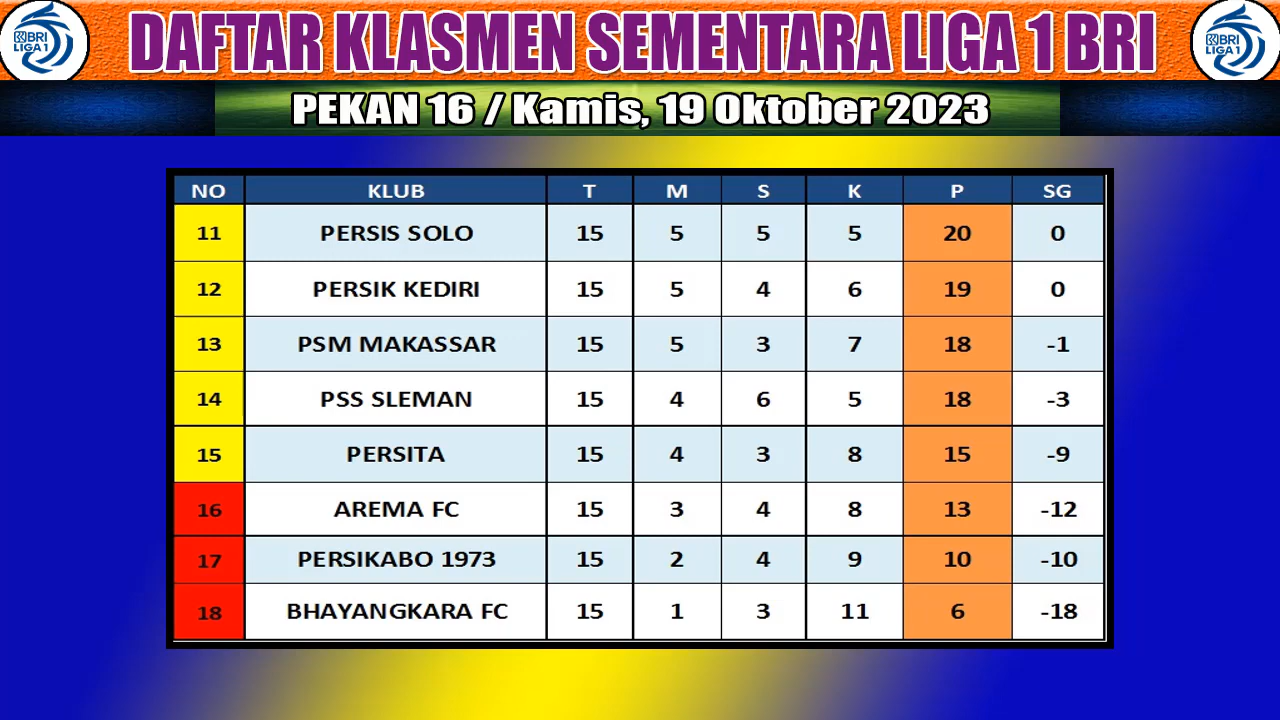 BRI
LIGA 1
DAFTAR KLASMEN SEMENTARA LIGA 1 BRI
BRI
LIGA 1
PEKAN 16 / Kamis, 19 Oktober 2023
NO KLUB T M S K P SG
11 PERSIS SOLO 15 5 5 5 20 0
12 PERSIK KEDIRI 15 5 4 6 19 0
13 PSM MAKASSAR 15 5 3 7 18 -1
14 PSS SLEMAN 15 4 6 5 18 -3
15 PERSITA 15 4 3 8 15 -9
16 AREMA FC 15 3 4 8 13 -12
17 PERSIKABO 1973 15 2 4 9 10 -10
18 BHAYANGKARA FC 15 1 3 11 6 -18